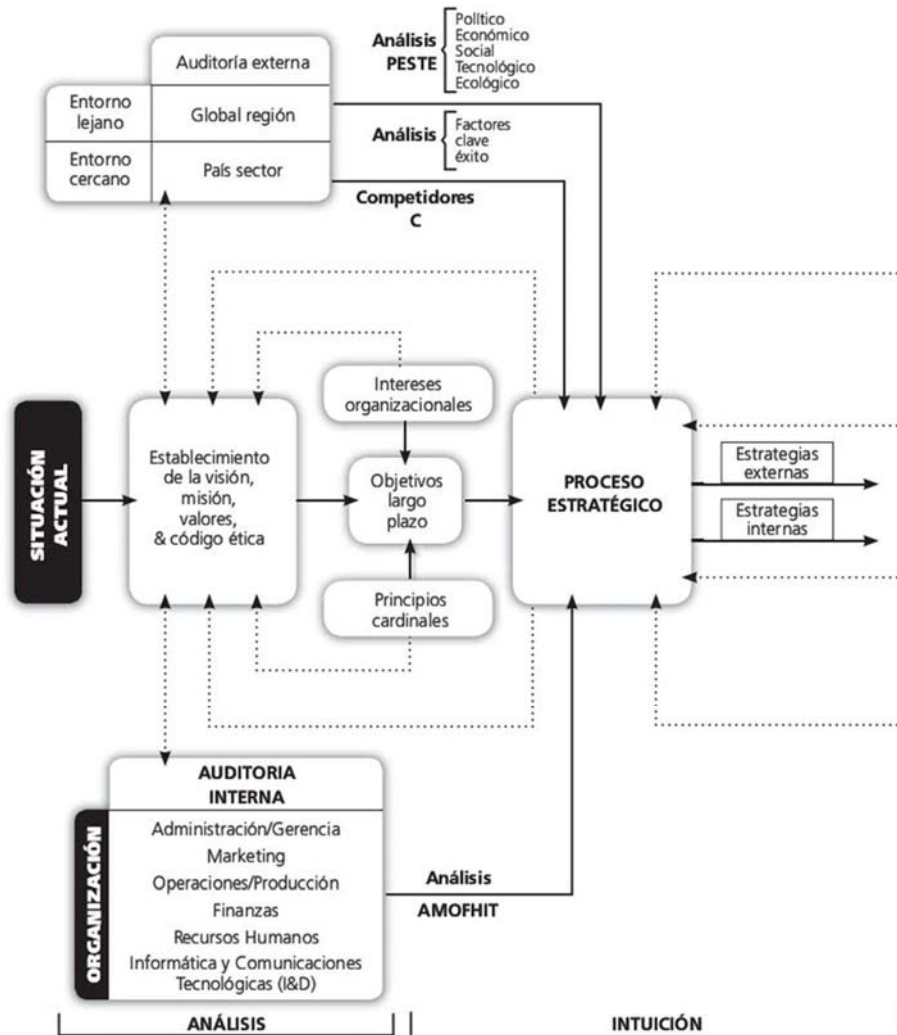 Auditoría externa
Entorno
lejano
Global región
Entorno
cercano
País sector
Análisis
PESTE
Político
Económico
Social
Tecnológico
Ecológico
Análisis
Factores
clave
éxito
Competidores
C
SITUACIÓN
ACTUAL
Establecimiento
de la visión,
misión,
valores,
& código ética
Intereses
organizacionales
Objetivos
largo
plazo
Principios
cardinales
PROCESO
ESTRATÉGICO
Estrategias
externas
Estrategias
internas
ORGANIZACIÓN
AUDITORIA
INTERNA
Administración/Gerencia
Marketing
Operaciones/Producción
Finanzas
Recursos Humanos
Informática y Comunicaciones
Tecnológicas (I&D)
Análisis
AMOFHIT
ANÁLISIS
INTUICIÓN